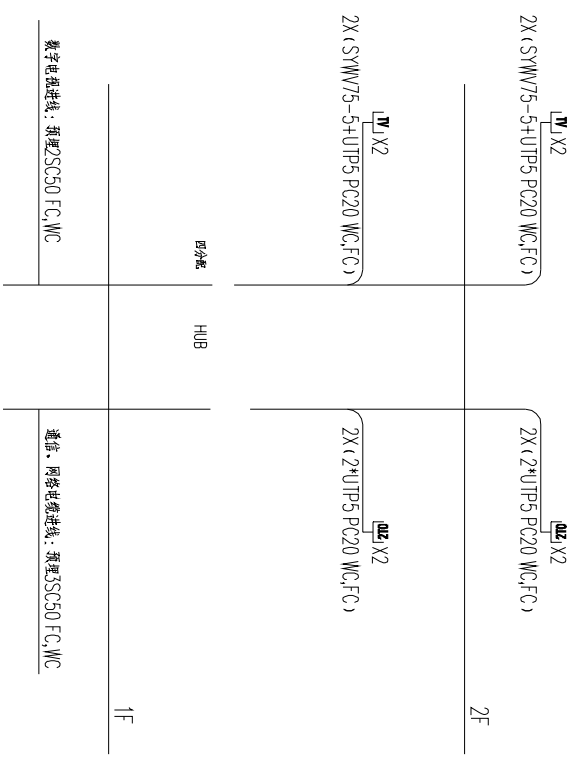 TV X2
2X(SYWV75-5+UTP5 PC20 WC,FC)
2TO X2
2X(2*UTP5 PC20 WC,FC)
2F
TV X2
2X(SYWV75-5+UTP5 PC20 WC,FC)
2TO X2
2X(2*UTP5 PC20 WC,FC)
四分配
HUB
1F
数字电视进线：预埋2SC50 FC,WC
通信、网络电缆进线：预埋3SC50 FC,WC